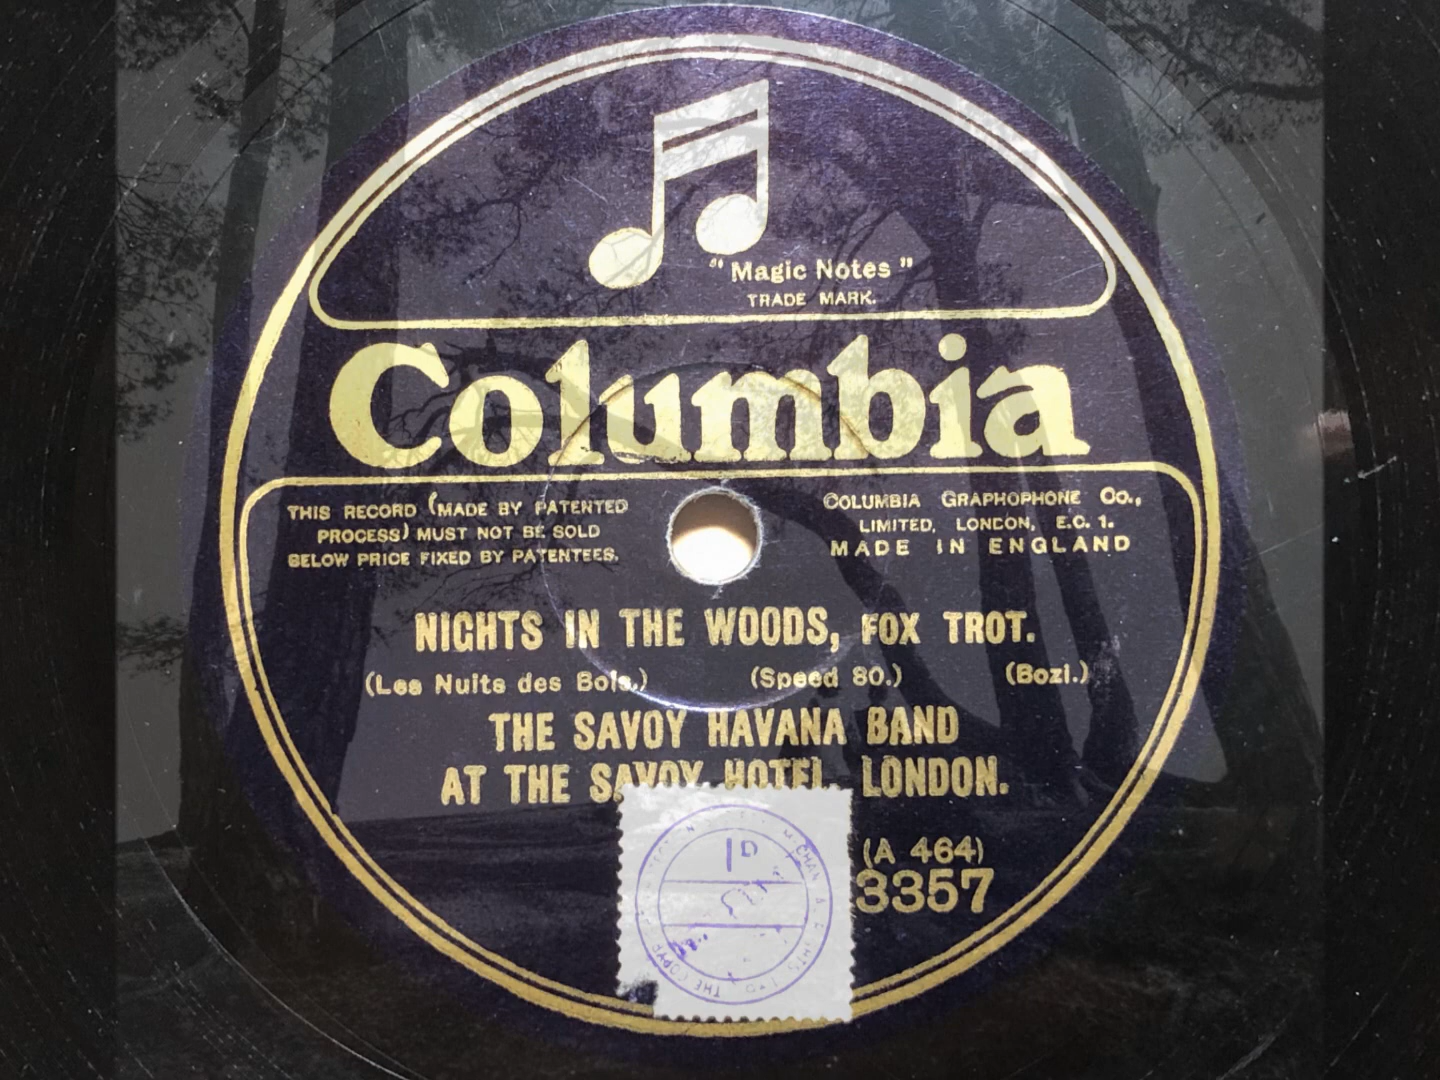 " Magic Notes "
TRADE MARK.
Columbia
THIS RECORD (MADE BY PATENTED
PROCESS) MUST NOT BE SOLD
BELOW PRICE FIXED BY PATENTEES.
COLUMBIA GRAPHOPHONE Co.,
LIMITED, LONDON, E.C. 1.
MADE IN ENGLAND
NIGHTS IN THE WOODS, FOX TROT.
(Les Nuits des Bois.) (Speed 80.) (Bozi.)
THE SAVOY HAVANA BAND
AT THE SAVOY HOTEL, LONDON.
(A 464)
3357
1D